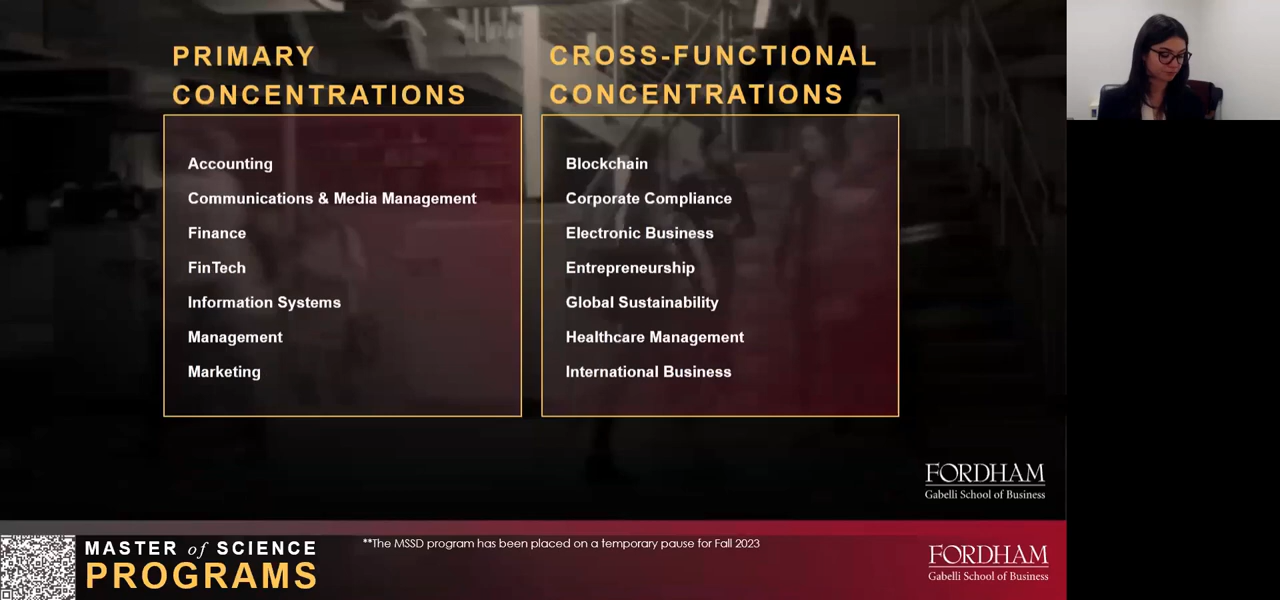 PRIMARY
CONCENTRATIONS
Accounting
Communications & Media Management
Finance
FinTech
Information Systems
Management
Marketing
CROSS-FUNCTIONAL
CONCENTRATIONS
Blockchain
Corporate Compliance
Electronic Business
Entrepreneurship
Global Sustainability
Healthcare Management
International Business
FORDHAM
Gabelli School of Business
MASTER of SCIENCE
PROGRAMS
**The MSSD program has been placed on a temporary pause for Fall 2023
FORDHAM
Gabelli School of Business